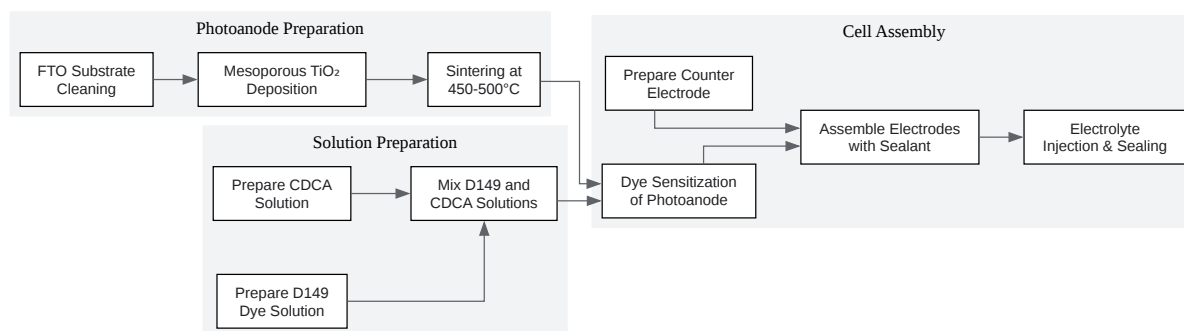 Photoanode Preparation
FTO Substrate
Cleaning
Mesoporous TiO₂
Deposition
Sintering at
450-500°C
Solution Preparation
Prepare CDCA
Solution
Mix D149 and
CDCA Solutions
Prepare D149
Dye Solution
Cell Assembly
Prepare Counter
Electrode
Dye Sensitization
of Photoanode
Assemble Electrodes
with Sealant
Electrolyte
Injection & Sealing